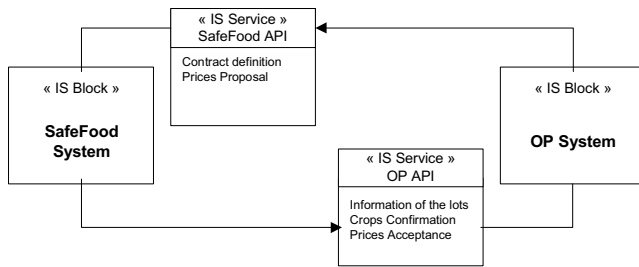 « IS Service »
SafeFood API
Contract definition
Prices Proposal
« IS Block »
SafeFood
System
« IS Block »
OP System
« IS Service »
OP API
Information of the lots
Crops Confirmation
Prices Acceptance